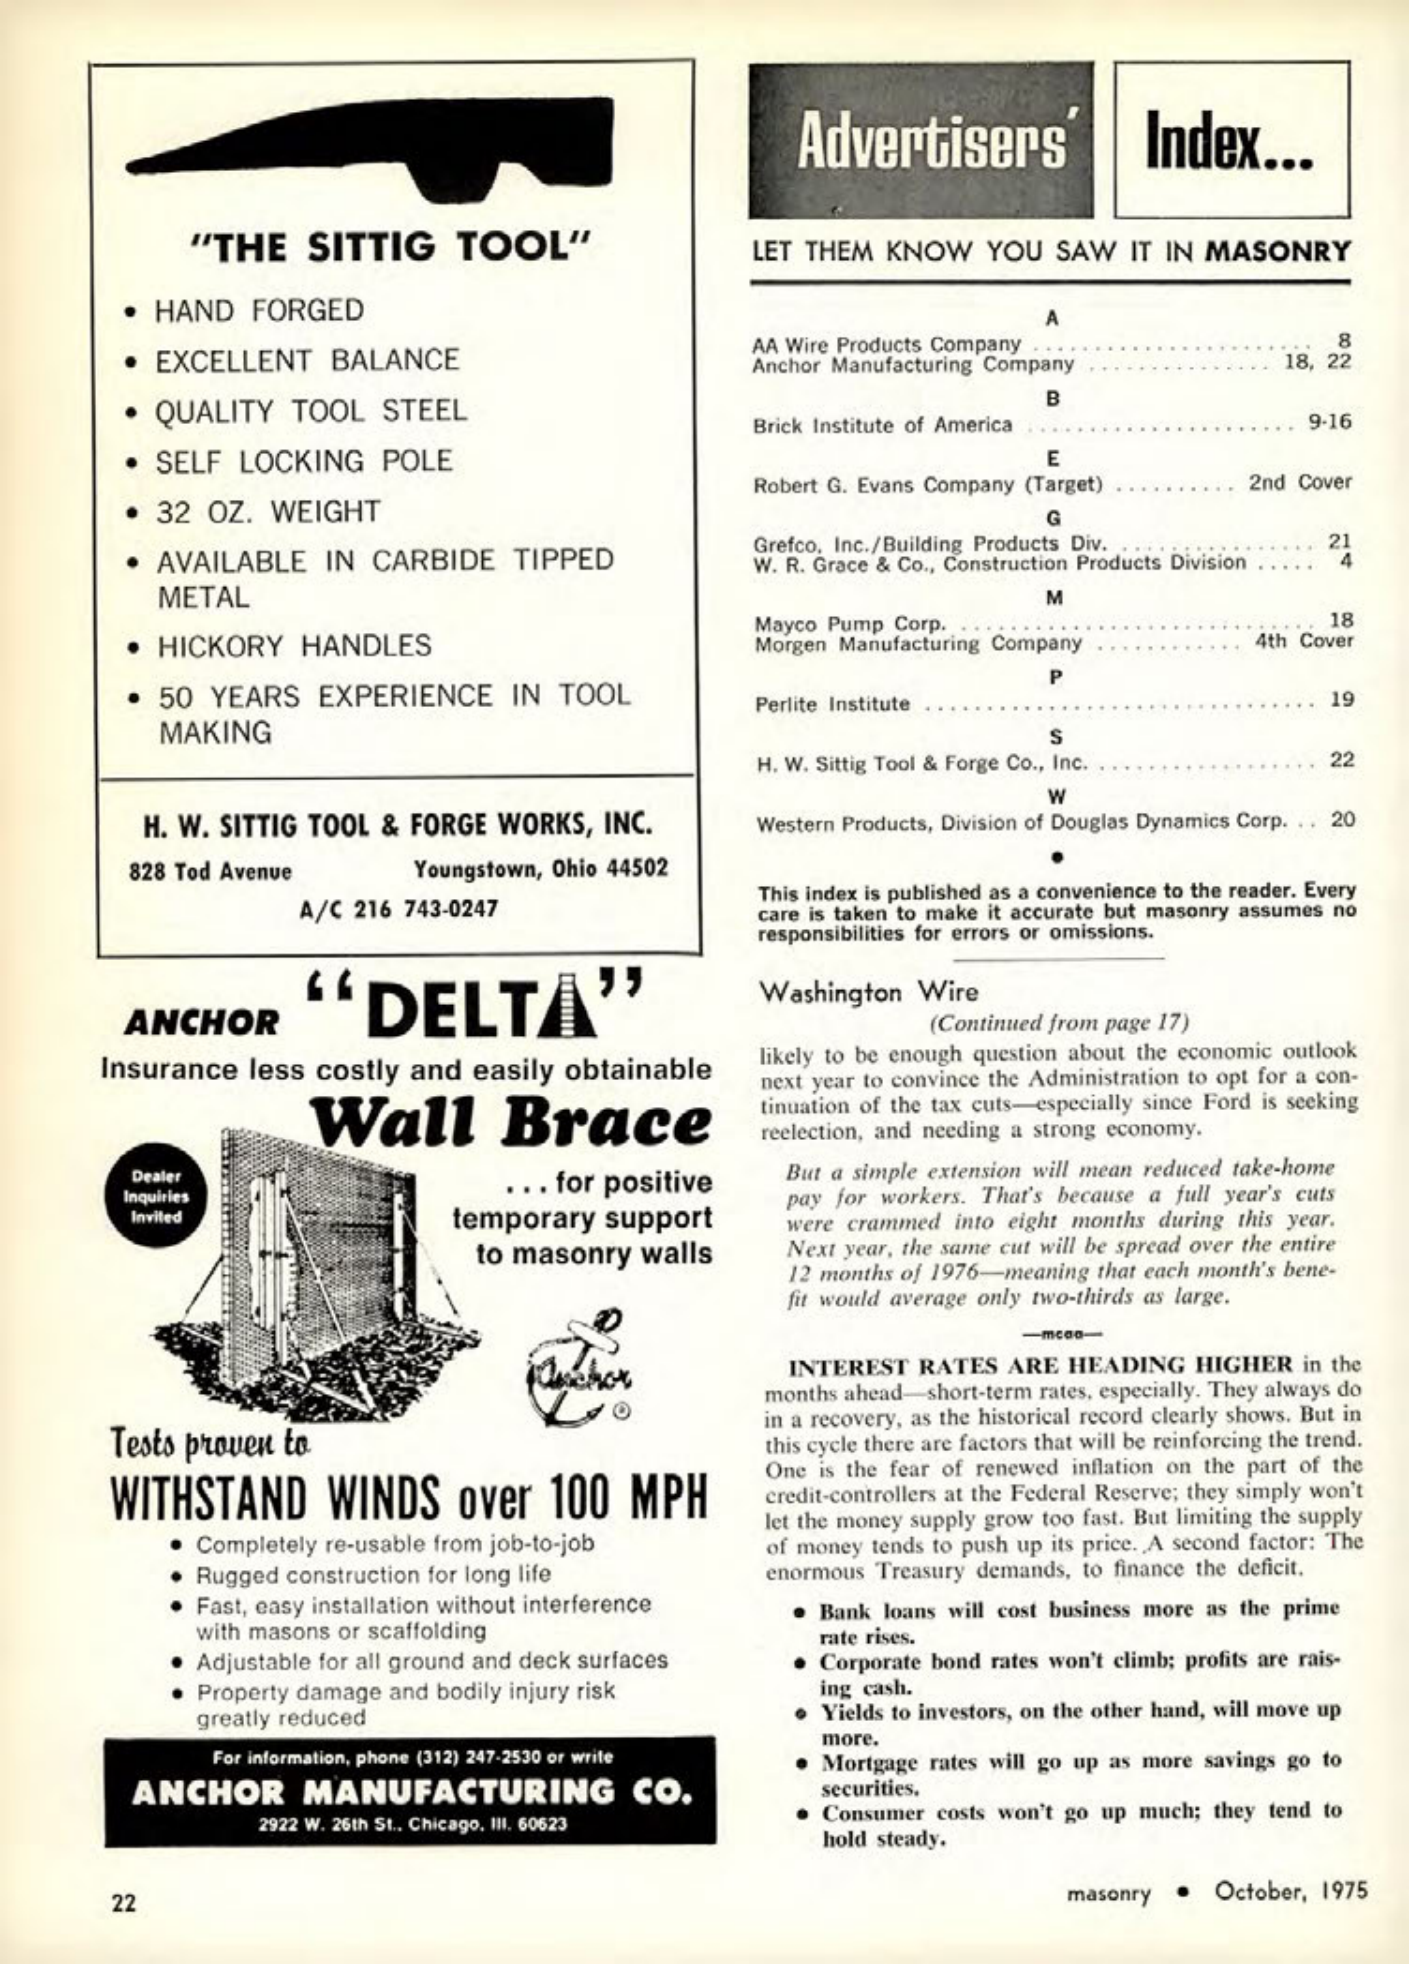 "THE SITTIG TOOL"
• HAND FORGED
• EXCELLENT BALANCE
• QUALITY TOOL STEEL
• SELF LOCKING POLE
• 32 OZ. WEIGHT
• AVAILABLE IN CARBIDE TIPPED
METAL
• HICKORY HANDLES
• 50 YEARS EXPERIENCE IN TOOL
MAKING
H. W. SITTIG TOOL & FORGE WORKS, INC.
828 Tod Avenue Youngstown, Ohio 44502
A/C 216 743-0247
ANCHOR "DELTA"
Insurance less costly and easily obtainable
Wall Brace
Dealer
Inquiries
Invited
... for positive
temporary support
to masonry walls
Anchor ®
Tests proven to
WITHSTAND WINDS over 100 MPH
• Completely re-usable from job-to-job
• Rugged construction for long life
• Fast, easy installation without interference
with masons or scaffolding
• Adjustable for all ground and deck surfaces
• Property damage and bodily injury risk
greatly reduced
For information, phone (312) 247-2530 or write
ANCHOR MANUFACTURING CO.
2922 W. 26th St., Chicago, Ill. 60623
22
Advertisers' Index...
LET THEM KNOW YOU SAW IT IN MASONRY
A
AA Wire Products Company ...................... 8
Anchor Manufacturing Company ............... 18, 22
B
Brick Institute of America ..................... 9-16
E
Robert G. Evans Company (Target) .......... 2nd Cover
G
Grefco, Inc./Building Products Div. ................ 21
W. R. Grace & Co., Construction Products Division ..... 4
M
Mayco Pump Corp. ............................ 18
Morgen Manufacturing Company ............ 4th Cover
P
Perlite Institute ............................... 19
S
H. W. Sittig Tool & Forge Co., Inc. .................. 22
W
Western Products, Division of Douglas Dynamics Corp. .. 20
•
This index is published as a convenience to the reader. Every
care is taken to make it accurate but masonry assumes no
responsibilities for errors or omissions.
Washington Wire
(Continued from page 17)
likely to be enough question about the economic outlook
next year to convince the Administration to opt for a con-
tinuation of the tax cuts—especially since Ford is seeking
reelection, and needing a strong economy.
But a simple extension will mean reduced take-home
pay for workers. That's because a full year's cuts
were crammed into eight months during this year.
Next year, the same cut will be spread over the entire
12 months of 1976—meaning that each month's bene-
fit would average only two-thirds as large.
—mcaa—
INTEREST RATES ARE HEADING HIGHER in the
months ahead—short-term rates, especially. They always do
in a recovery, as the historical record clearly shows. But in
this cycle there are factors that will be reinforcing the trend.
One is the fear of renewed inflation on the part of the
credit-controllers at the Federal Reserve; they simply won't
let the money supply grow too fast. But limiting the supply
of money tends to push up its price. A second factor: The
enormous Treasury demands, to finance the deficit.
• Bank loans will cost business more as the prime
rate rises.
• Corporate bond rates won't climb; profits are rais-
ing cash.
• Yields to investors, on the other hand, will move up
more.
• Mortgage rates will go up as more savings go to
securities.
• Consumer costs won't go up much; they tend to
hold steady.
masonry • October, 1975